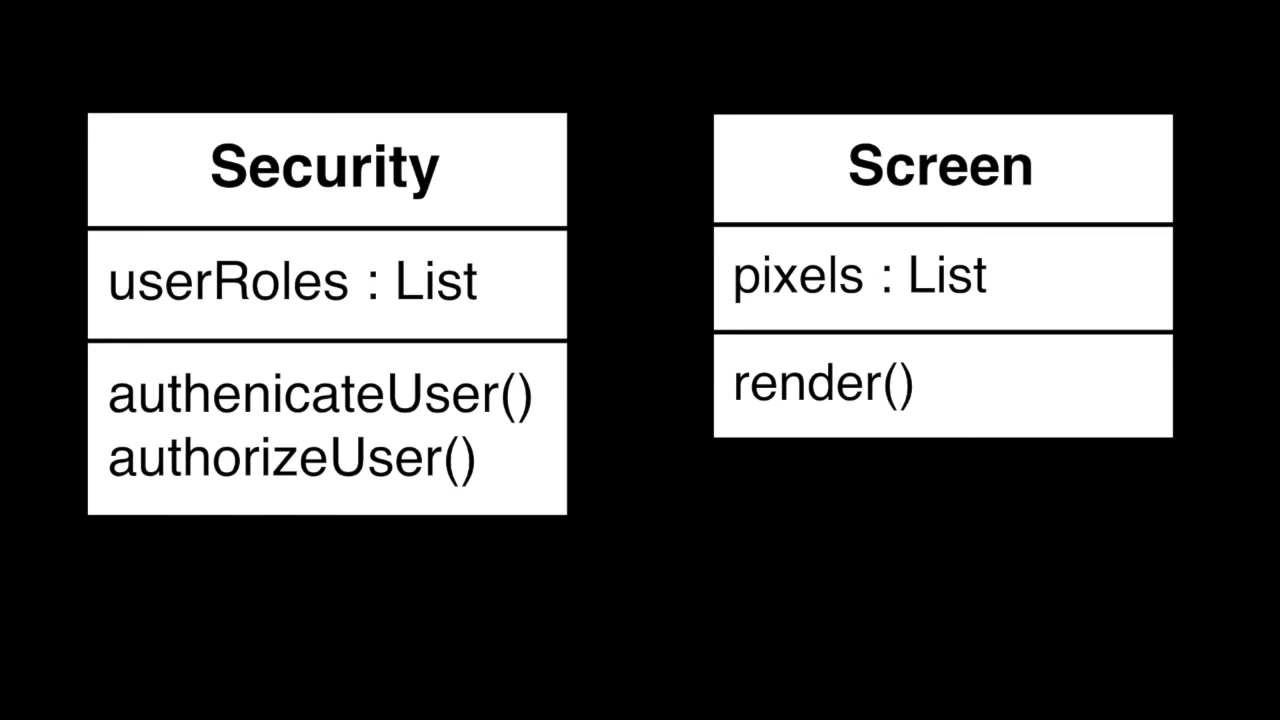 Security
userRoles : List
authenicateUser()
authorizeUser()
Screen
pixels : List
render()